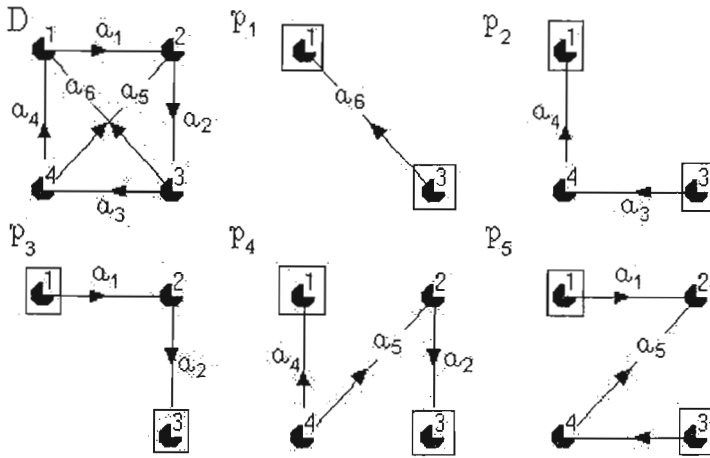 D 1 a₁ 2 p₁ 1 p₂ 1
a₆ a₅ a₆
a₄ a₂ a₄
4 a₃ 3 3 4 a₃ 3
p₃ 1 a₁ 2 p₄ 1 2 p₅ 1 a₁ 2
a₂ a₄ a₅ a₂ a₅
3 4 3 4 3